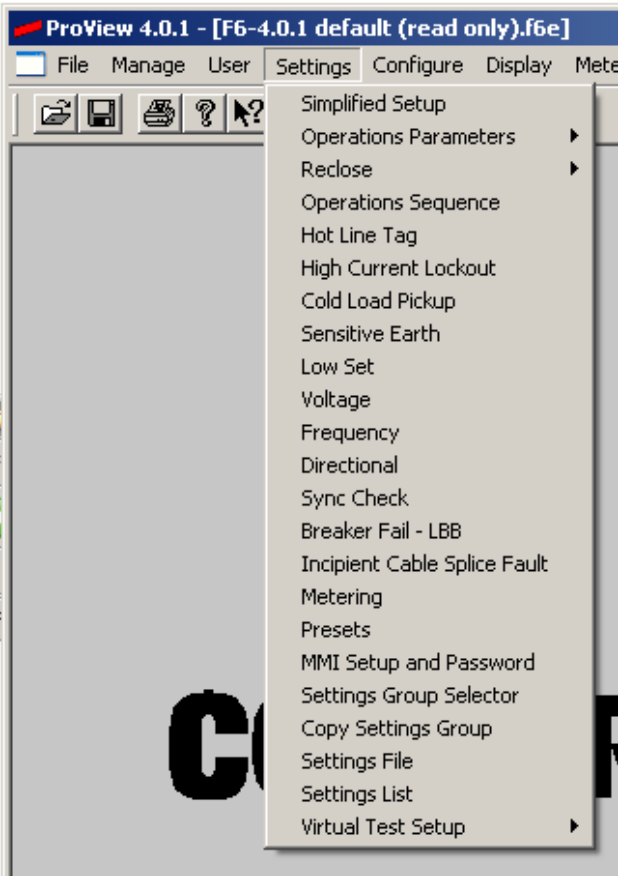 ProView 4.0.1 - [F6-4.0.1 default (read only).f6e]
File Manage User Settings Configure Display Mete
Simplified Setup
Operations Parameters
Reclose
Operations Sequence
Hot Line Tag
High Current Lockout
Cold Load Pickup
Sensitive Earth
Low Set
Voltage
Frequency
Directional
Sync Check
Breaker Fail - LBB
Incipient Cable Splice Fault
Metering
Presets
MMI Setup and Password
Settings Group Selector
Copy Settings Group
Settings File
Settings List
Virtual Test Setup